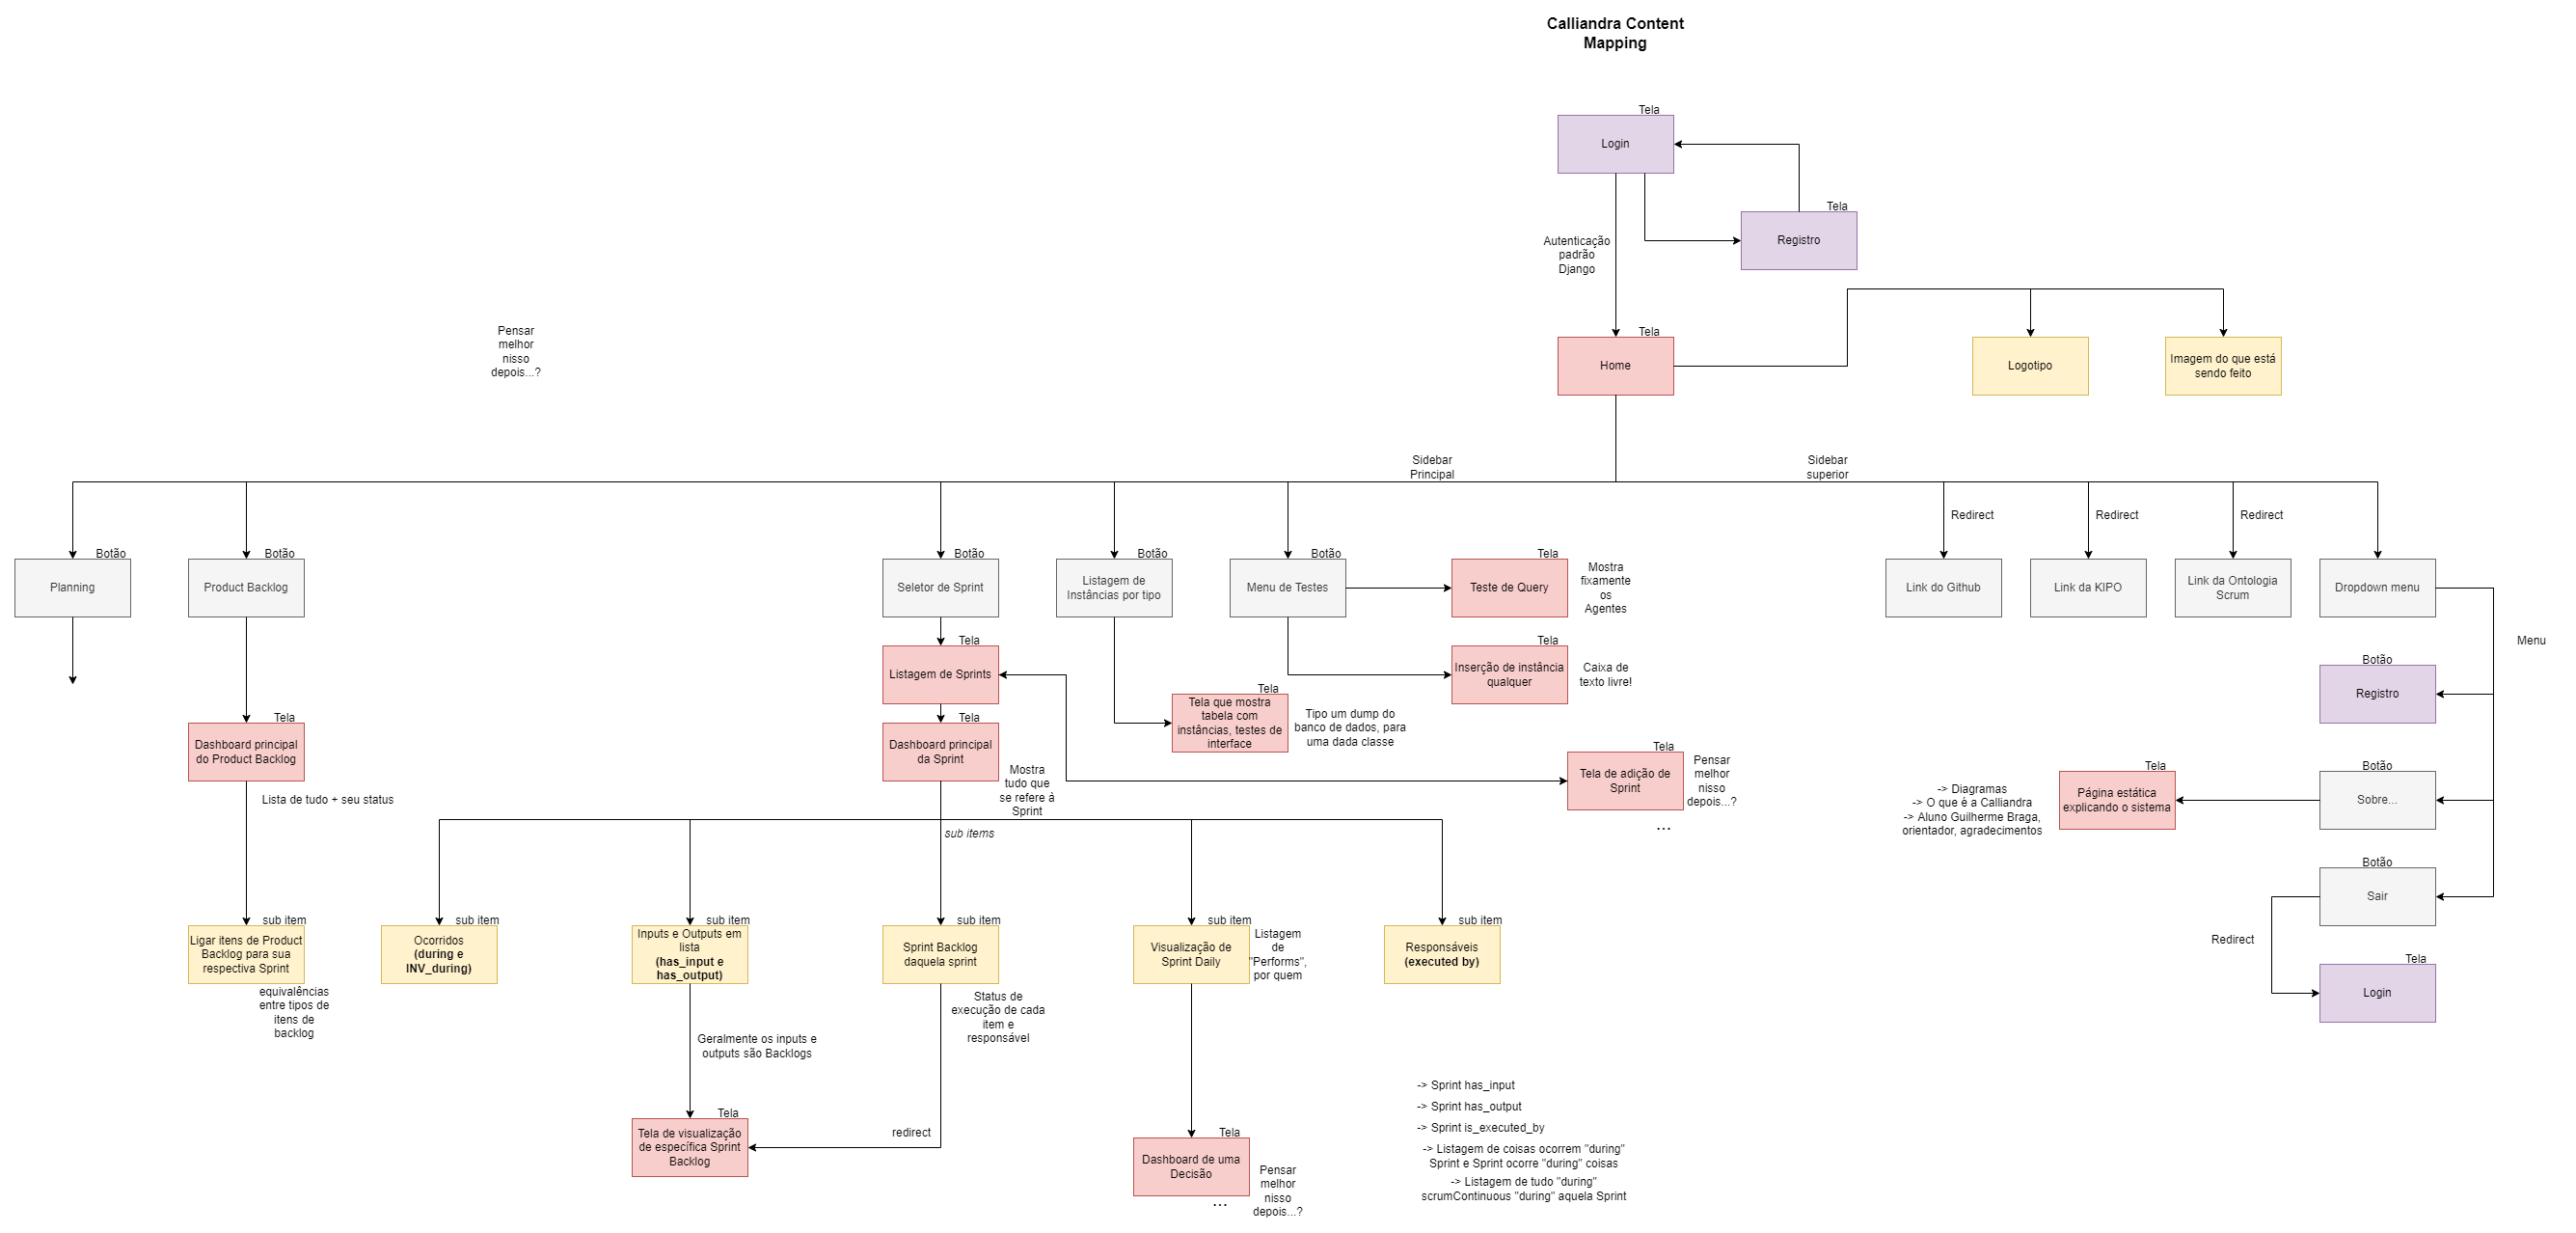 Calliandra Content
Mapping
Tela
Login
Tela
Registro
Autenticação
padrão
Django
Pensar
melhor
nisso
depois...?
Tela
Home
Logotipo
Imagem do que está
sendo feito
Sidebar
Principal
Sidebar
superior
Redirect
Redirect
Redirect
Botão
Planning
Botão
Product Backlog
Botão
Seletor de Sprint
Botão
Listagem de
Instâncias por tipo
Botão
Menu de Testes
Tela
Teste de Query
Mostra
fixamente
os
Agentes
Link do Github
Link da KIPO
Link da Ontologia
Scrum
Dropdown menu
Menu
Tela
Listagem de Sprints
Tela
Inserção de instância
qualquer
Caixa de
texto livre!
Botão
Registro
Tela
Tela que mostra
tabela com
instâncias, testes de
interface
Tipo um dump do
banco de dados, para
uma dada classe
Tela
Dashboard principal
do Product Backlog
Tela
Dashboard principal
da Sprint
Mostra
tudo que
se refere à
Sprint
Tela
Tela de adição de
Sprint
Pensar
melhor
nisso
depois...?
...
Lista de tudo + seu status
-> Diagramas
-> O que é a Calliandra
-> Aluno Guilherme Braga,
orientador, agradecimentos
Tela
Página estática
explicando o sistema
Botão
Sobre...
sub items
Botão
Sair
Redirect
Tela
Login
sub item
Ligar itens de Product
Backlog para sua
respectiva Sprint
equivalências
entre tipos de
itens de
backlog
sub item
Ocorridos
(during e
INV_during)
sub item
Inputs e Outputs em
lista
(has_input e
has_output)
sub item
Sprint Backlog
daquela sprint
sub item
Visualização de
Sprint Daily
Listagem
de
"Performs",
por quem
sub item
Responsáveis
(executed by)
Status de
execução de cada
item e
responsável
Geralmente os inputs e
outputs são Backlogs
redirect
Tela
Tela de visualização
de específica Sprint
Backlog
Tela
Dashboard de uma
Decisão
Pensar
melhor
nisso
depois...?
...
-> Sprint has_input
-> Sprint has_output
-> Sprint is_executed_by
-> Listagem de coisas ocorrem "during"
Sprint e Sprint ocorre "during" coisas
-> Listagem de tudo "during"
scrumContinuous "during" aquela Sprint